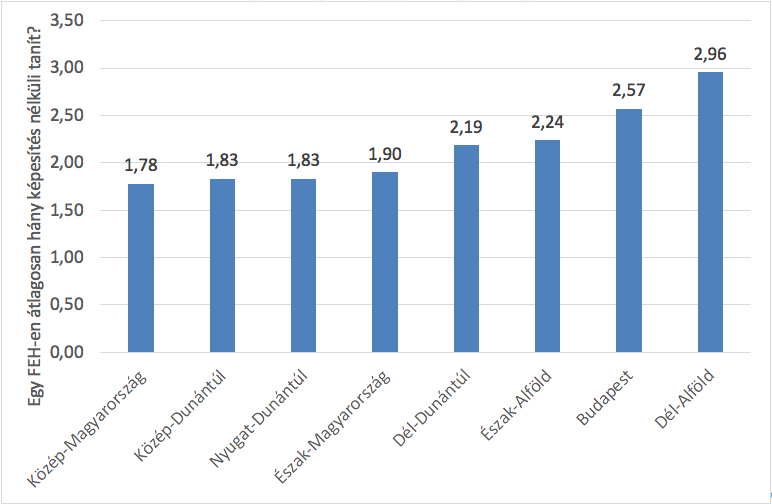 Egy FEH-en átlagosan hány képesítés nélküli tanít?
3,50
3,00
2,50
2,00
1,50
1,00
0,50
0,00
1,78
1,83
1,83
1,90
2,19
2,24
2,57
2,96
Közép-Magyarország
Közép-Dunántúl
Nyugat-Dunántúl
Észak-Magyarország
Dél-Dunántúl
Észak-Alföld
Budapest
Dél-Alföld